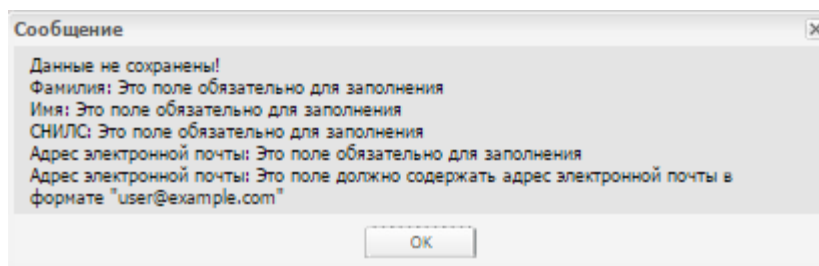 Сообщение
Данные не сохранены!
Фамилия: Это поле обязательно для заполнения
Имя: Это поле обязательно для заполнения
СНИЛС: Это поле обязательно для заполнения
Адрес электронной почты: Это поле обязательно для заполнения
Адрес электронной почты: Это поле должно содержать адрес электронной почты в
формате "user@example.com"
ОК